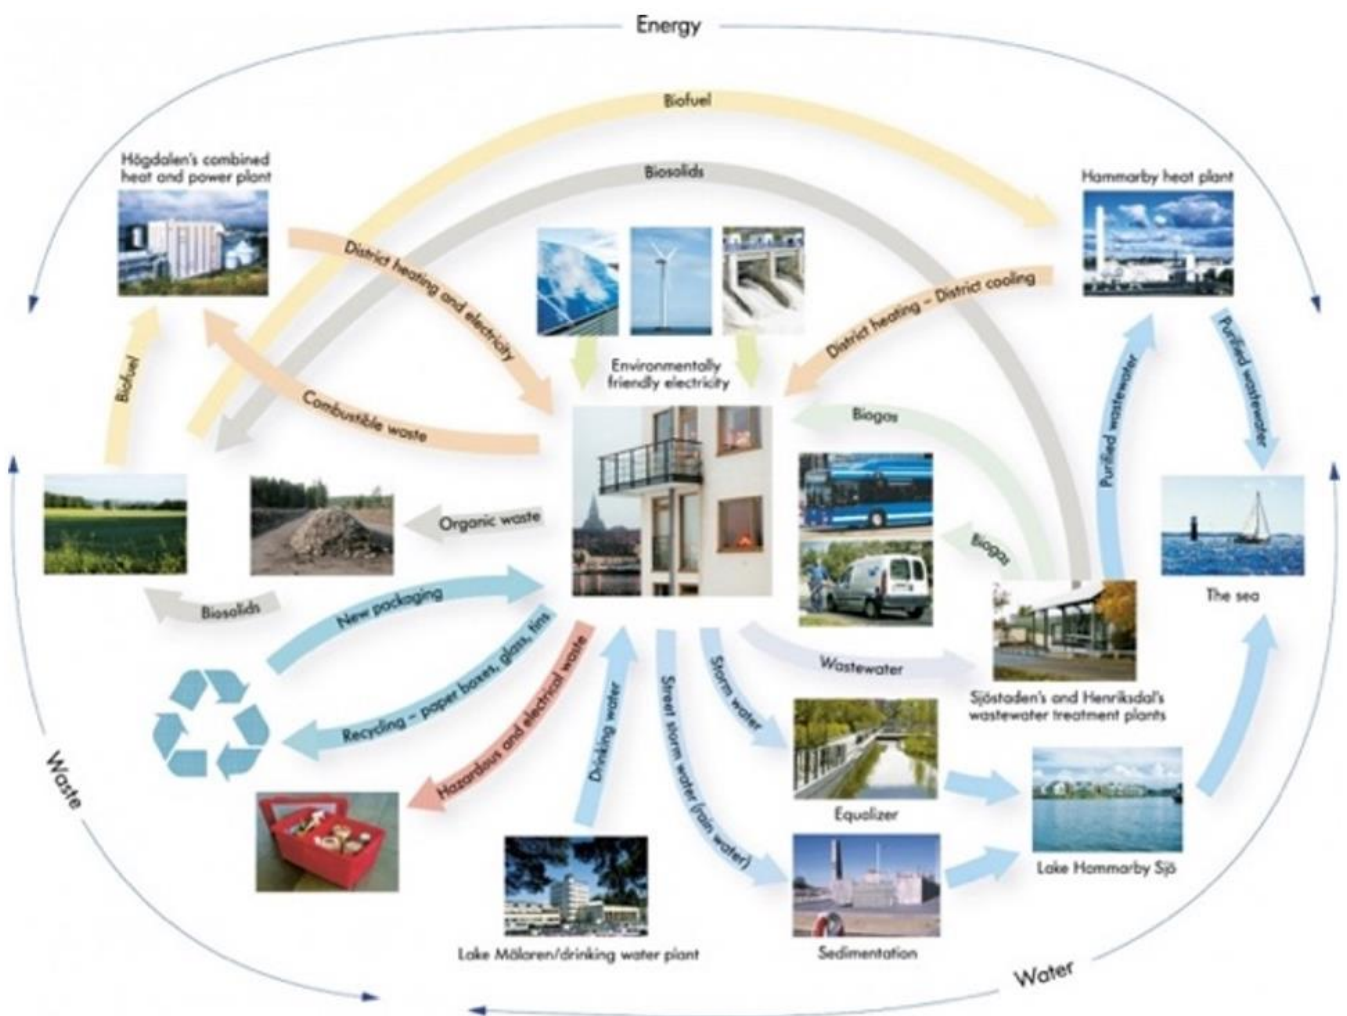 Energy
Biofuel
Högdalen's combined
heat and power plant
Biosolids
Hammarby heat plant
District heating and electricity
District heating – District cooling
Environmentally
friendly electricity
Biofuel
Combustible waste
Biogas
Purified wastewater
Purified wastewater
Organic waste
Biogas
The sea
Biosolids
New packaging
Recycling – paper boxes, glass, tins
Hazardous and electrical waste
Drinking water
Street storm water (rain water)
Storm water
Wastewater
Sjöstaden's and Henriksdal's
wastewater treatment plants
Waste
Equalizer
Lake Hammarby Sjö
Lake Mälaren/drinking water plant
Sedimentation
Water